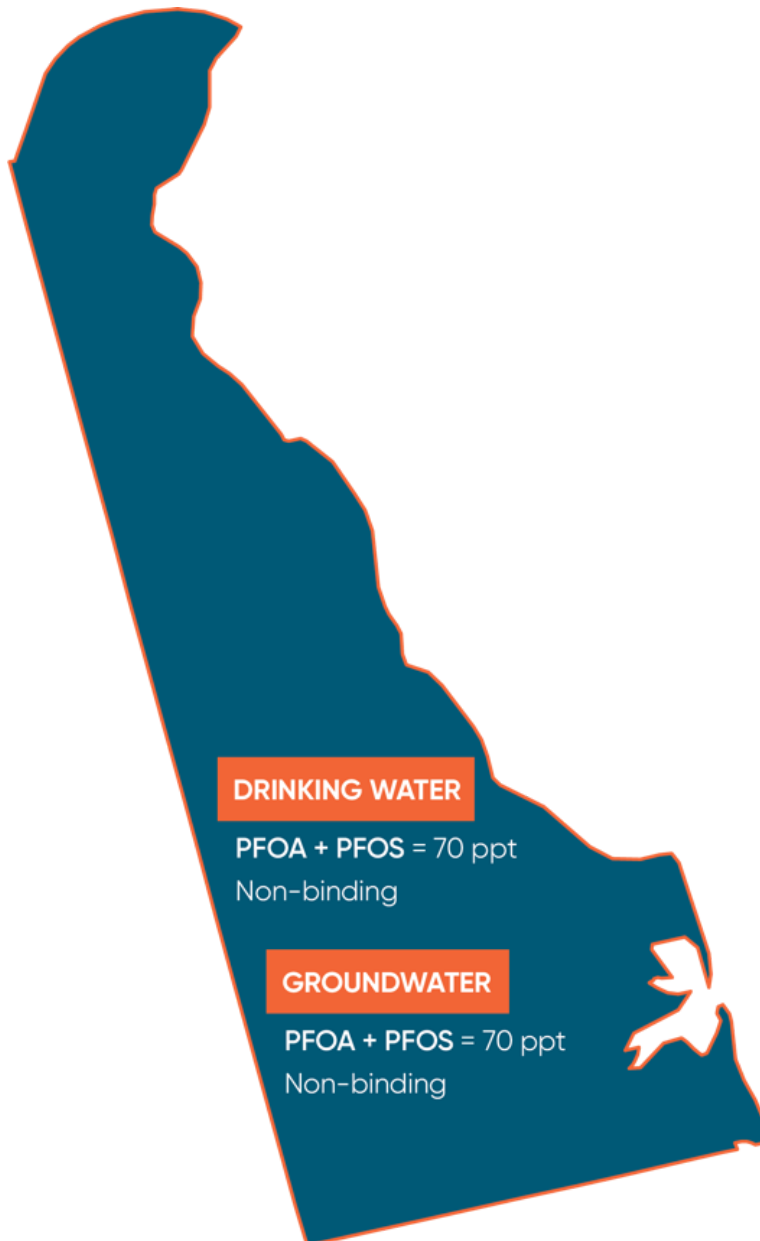 DRINKING WATER
PFOA + PFOS = 70 ppt
Non-binding
GROUNDWATER
PFOA + PFOS = 70 ppt
Non-binding